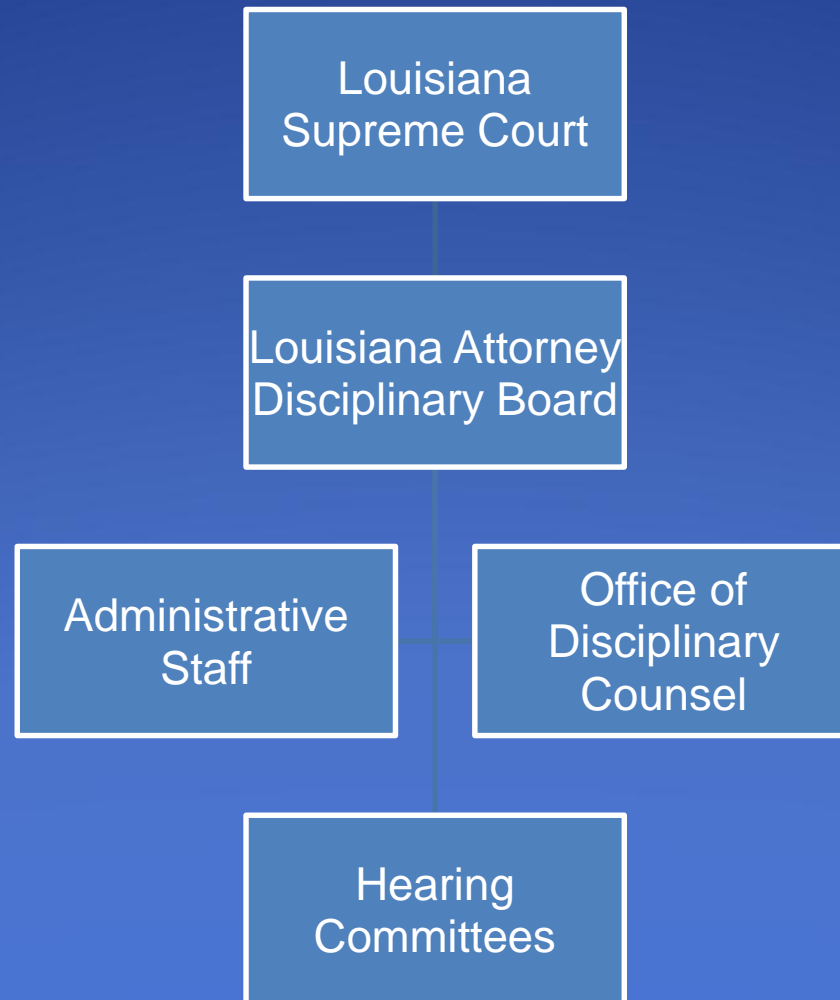 Louisiana
Supreme Court
Louisiana Attorney
Disciplinary Board
Administrative
Staff
Office of
Disciplinary
Counsel
Hearing
Committees